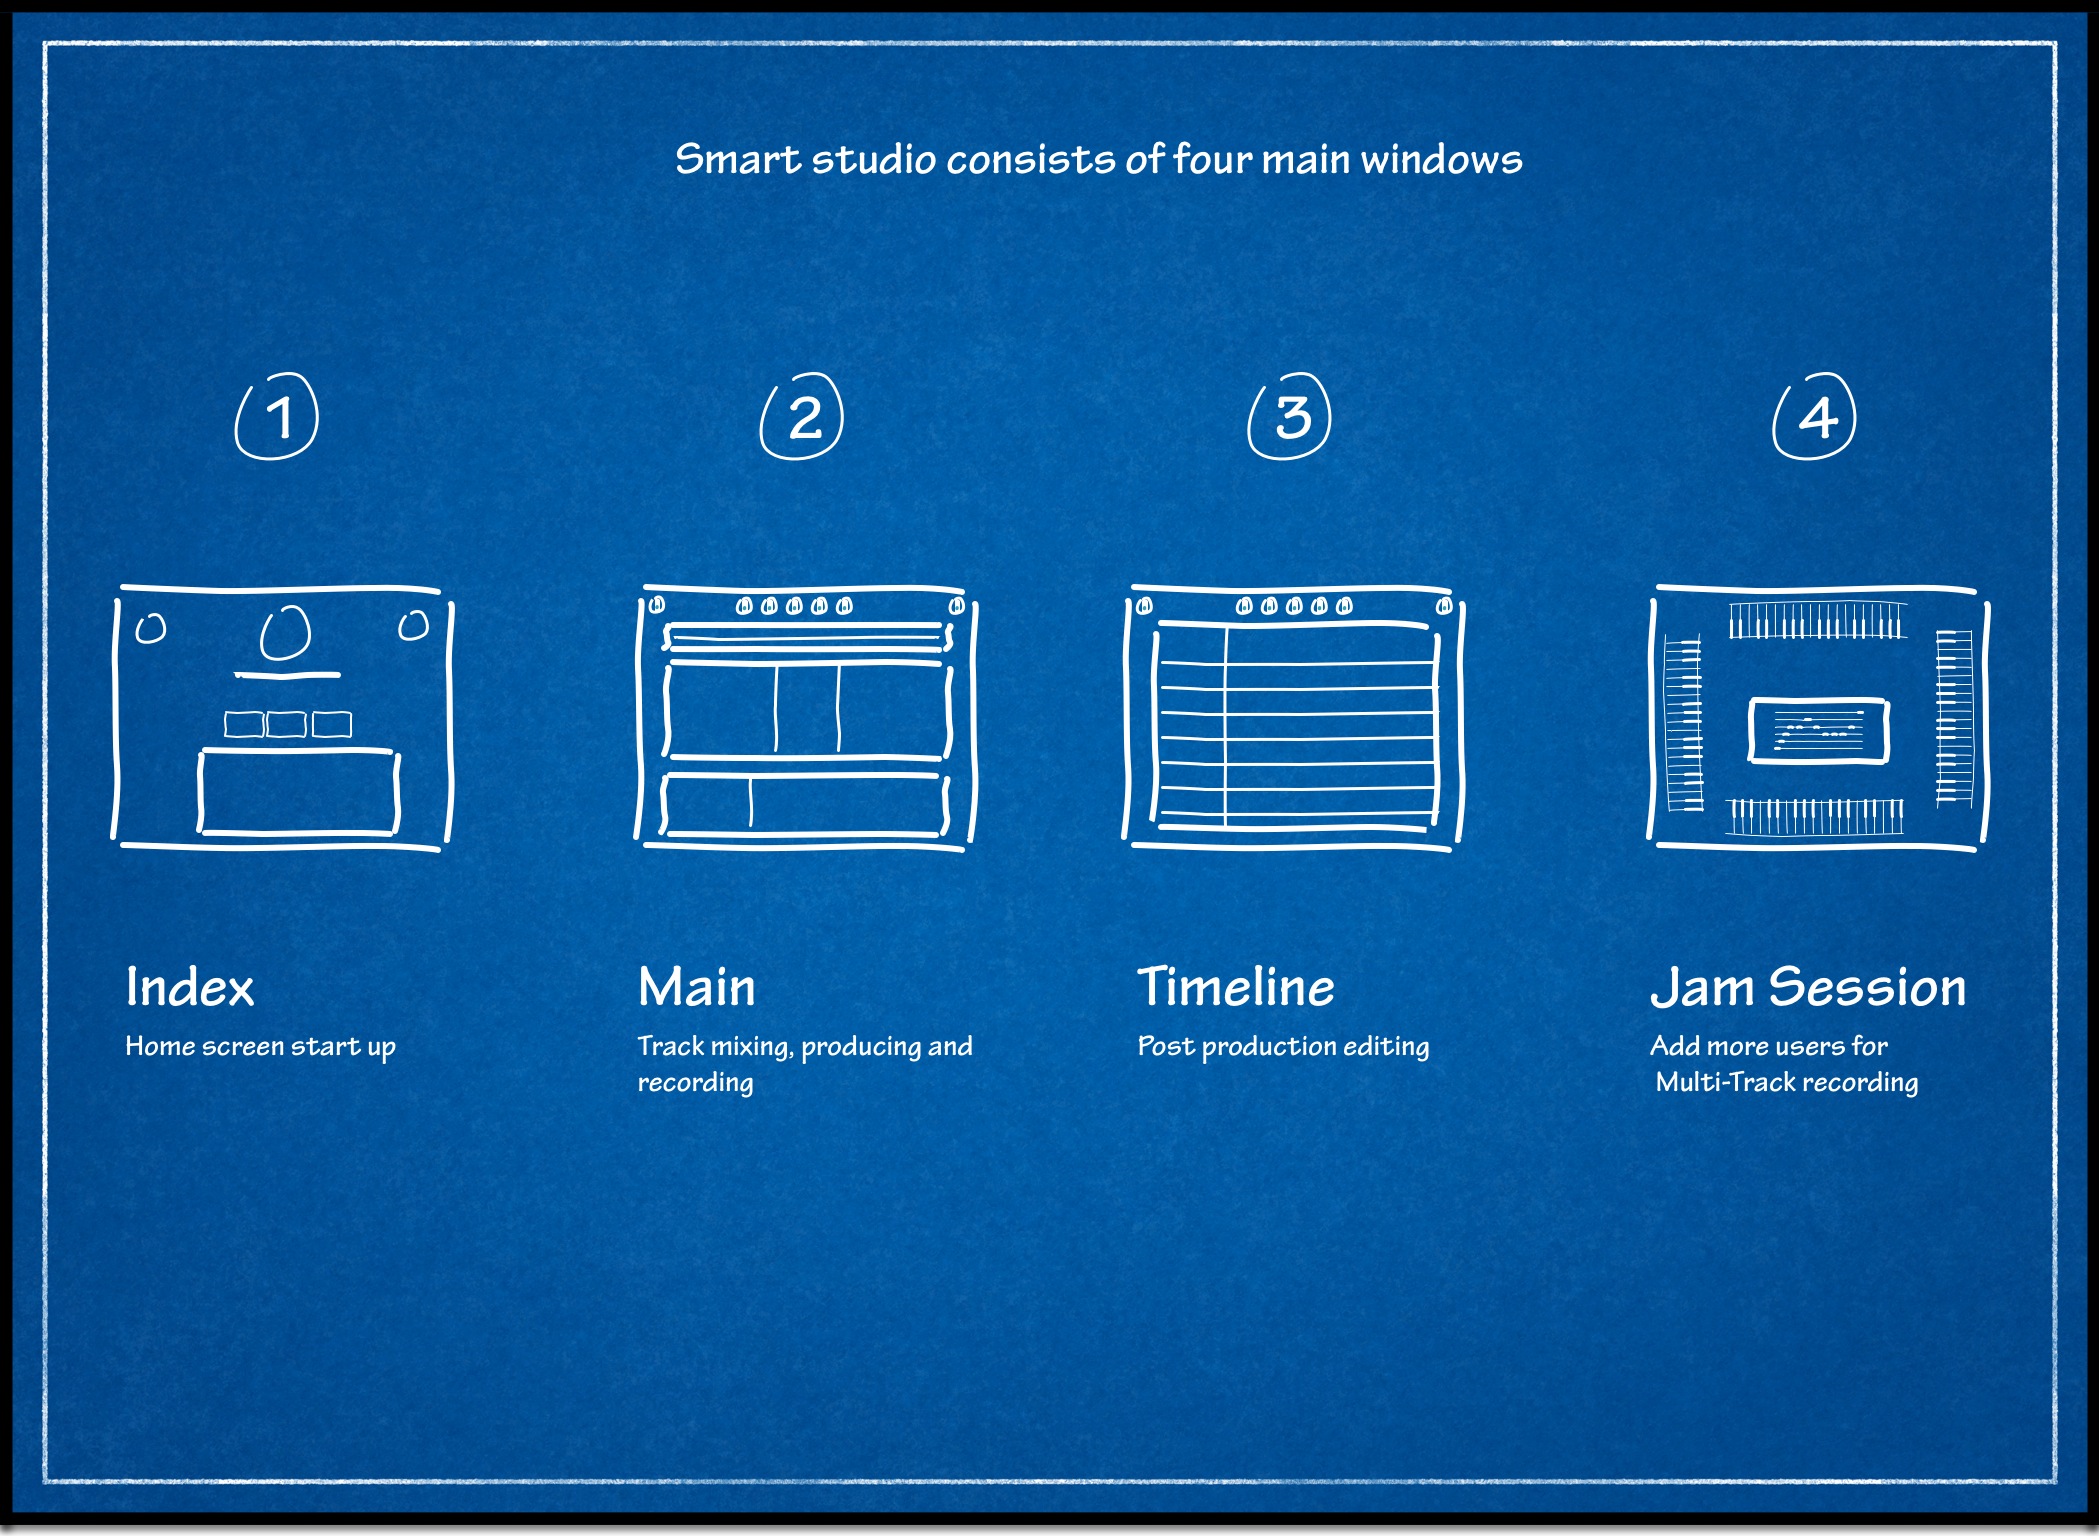 Smart studio consists of four main windows
1
2
3
4
Index
Home screen start up
Main
Track mixing, producing and
recording
Timeline
Post production editing
Jam Session
Add more users for
Multi-Track recording